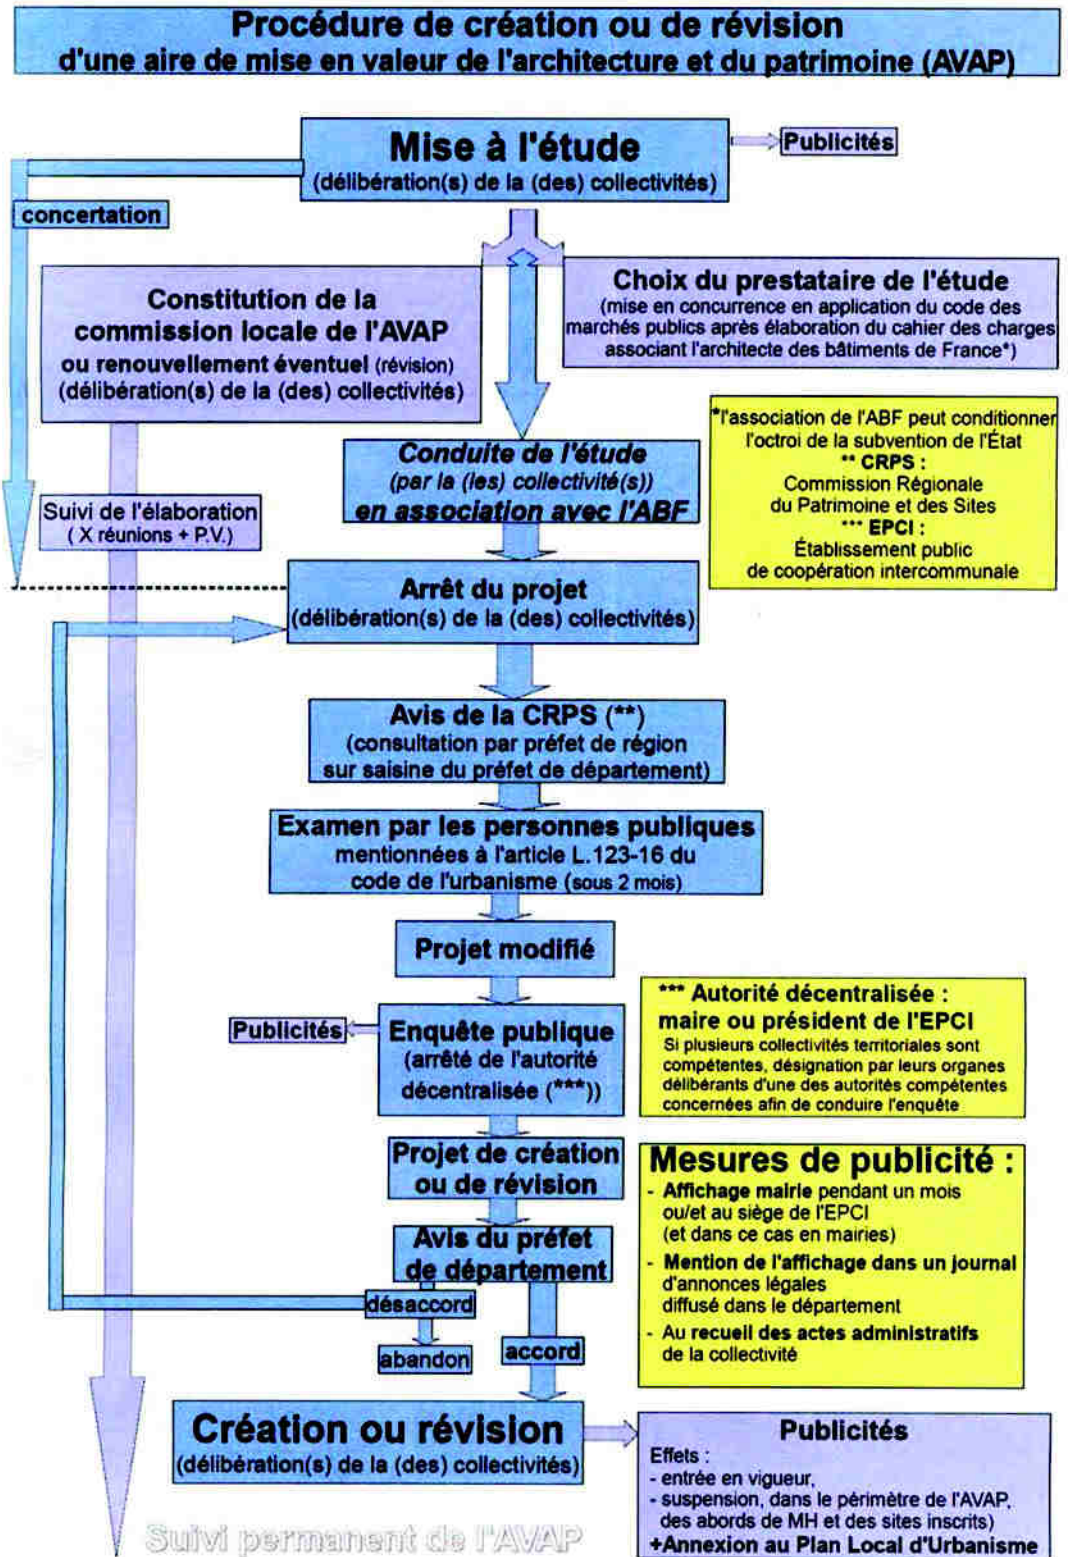 Procédure de création ou de révision
d'une aire de mise en valeur de l'architecture et du patrimoine (AVAP)
Mise à l'étude
(délibération(s) de la (des) collectivités)
Publicités
concertation
Constitution de la
commission locale de l'AVAP
ou renouvellement éventuel (révision)
(délibération(s) de la (des) collectivités)
Choix du prestataire de l'étude
(mise en concurrence en application du code des
marchés publics après élaboration du cahier des charges
associant l'architecte des bâtiments de France*)
*l'association de l'ABF peut conditionner
l'octroi de la subvention de l'État
** CRPS :
Commission Régionale
du Patrimoine et des Sites
*** EPCI :
Établissement public
de coopération intercommunale
Conduite de l'étude
(par la (les) collectivité(s))
en association avec l'ABF
Suivi de l'élaboration
( X réunions + P.V.)
Arrêt du projet
(délibération(s) de la (des) collectivités)
Avis de la CRPS (**)
(consultation par préfet de région
sur saisine du préfet de département)
Examen par les personnes publiques
mentionnées à l'article L.123-16 du
code de l'urbanisme (sous 2 mois)
Projet modifié
Publicités
Enquête publique
(arrêté de l'autorité
décentralisée (***))
*** Autorité décentralisée :
maire ou président de l'EPCI
Si plusieurs collectivités territoriales sont
compétentes, désignation par leurs organes
délibérants d'une des autorités compétentes
concernées afin de conduire l'enquête
Projet de création
ou de révision
Mesures de publicité :
- Affichage mairie pendant un mois
ou/et au siège de l'EPCI
(et dans ce cas en mairies)
- Mention de l'affichage dans un journal
d'annonces légales
diffusé dans le département
- Au recueil des actes administratifs
de la collectivité
Avis du préfet
de département
désaccord
abandon
accord
Création ou révision
(délibération(s) de la (des) collectivités)
Publicités
Effets :
- entrée en vigueur,
- suspension, dans le périmètre de l'AVAP,
des abords de MH et des sites inscrits)
+Annexion au Plan Local d'Urbanisme
Suivi permanent de l'AVAP